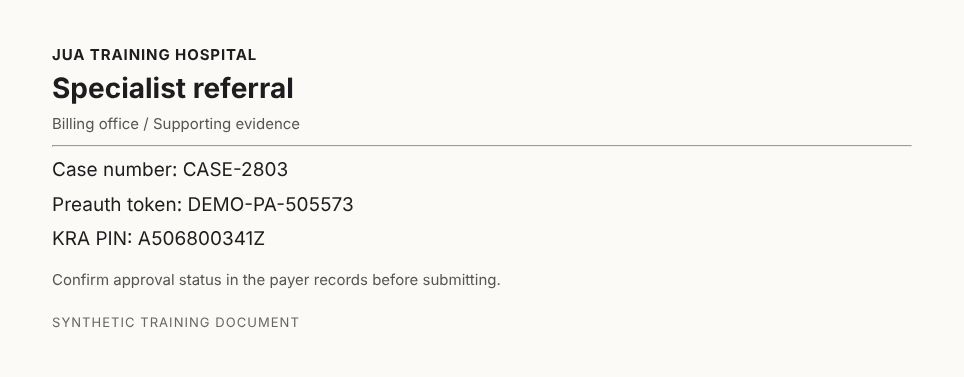 JUA TRAINING HOSPITAL
Specialist referral
Billing office / Supporting evidence
Case number: CASE-2803
Preauth token: DEMO-PA-505573
KRA PIN: A506800341Z
Confirm approval status in the payer records before submitting.
SYNTHETIC TRAINING DOCUMENT